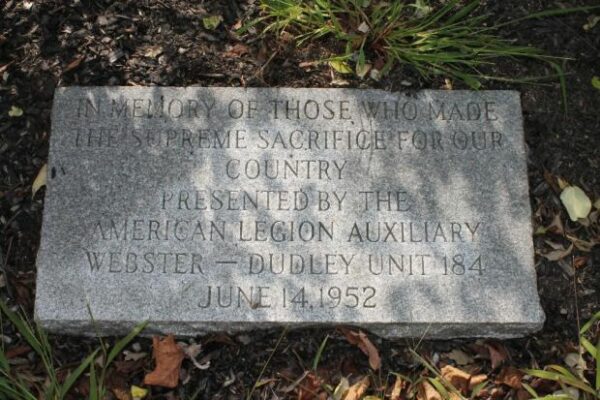 IN MEMORY OF THOSE WHO MADE
THE SUPREME SACRIFICE FOR OUR
COUNTRY
PRESENTED BY THE
AMERICAN LEGION AUXILIARY
WEBSTER — DUDLEY UNIT 184
JUNE 14, 1952